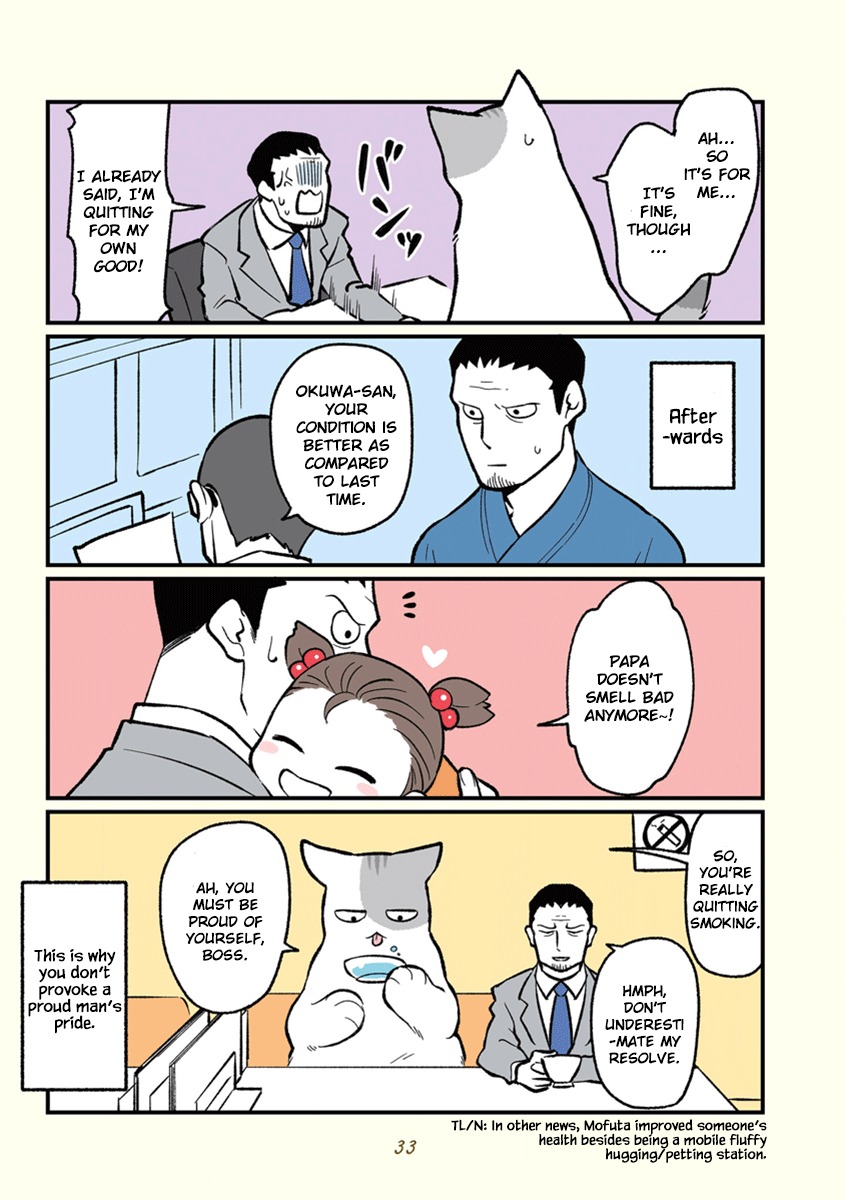 AH...
SO
IT'S FOR
ME...
IT'S
FINE,
THOUGH
...
バンッ
I ALREADY
SAID, I'M
QUITTING
FOR MY
OWN
GOOD!
After
-wards
OKUWA-SAN,
YOUR
CONDITION IS
BETTER AS
COMPARED
TO LAST
TIME.
PAPA
DOESN'T
SMELL BAD
ANYMORE~!
SO,
YOU'RE
REALLY
QUITTING
SMOKING.
HMPH,
DON'T
UNDERESTI
-MATE MY
RESOLVE.
AH, YOU
MUST BE
PROUD OF
YOURSELF,
BOSS.
This is why
you don't
provoke a
proud man's
pride.
TL/N: In other news, Mofuta improved someone's
health besides being a mobile fluffy
hugging/petting station.
33